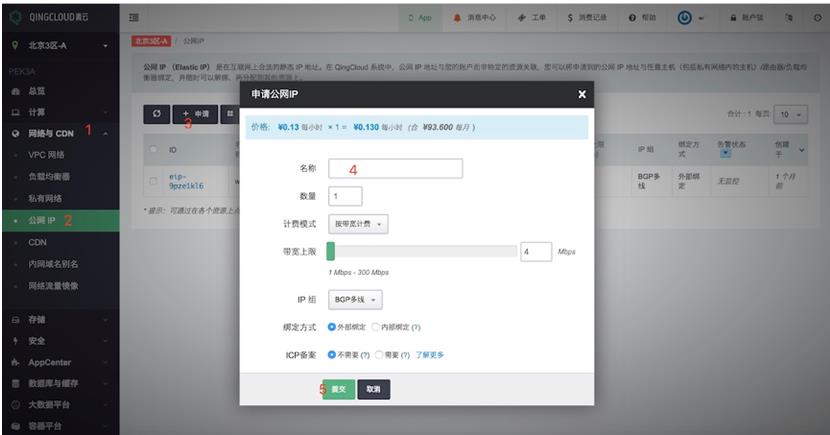 QINGCLOUD青云
App
消息中心
工单
消费记录
帮助
账户锁
北京3区-A
北京3区-A / 公网IP
PEK3A
总览
计算
网络与 CDN 1
VPC 网络
负载均衡器
私有网络
公网 IP 2
CDN
内网域名别名
网络流量镜像
存储
安全
AppCenter
数据库与缓存
大数据平台
容器平台
公网 IP (Elastic IP) 是在互联网上合法的静态 IP 地址。在 QingCloud 系统中,公网 IP 地址与您的账户而非特定的资源关联,您可以将申请到的公网 IP 地址与任意主机(包括私有网络内的主机)/路由器/负载均
衡器绑定,并随时可以解绑、再分配到其他资源上。
+ 申请
3
合计:1 每页: 10
ID
IP 组
绑定方式
告警状态
创建于
eip-9pze1kl6
BGP多线
外部绑定
无监控
1 个月前
* 提示:可通过在各个资源上点
申请公网IP
×
价格: ¥0.13 每小时 × 1 = ¥0.130 每小时 (合 ¥93.600 每月 )
名称 4
数量 1
计费模式 按带宽计费
带宽上限 4 Mbps
1 Mbps - 300 Mbps
IP 组 BGP多线
绑定方式 外部绑定 内部绑定 (?)
ICP备案 不需要 (?) 需要 (?) 了解更多
5 提交 取消